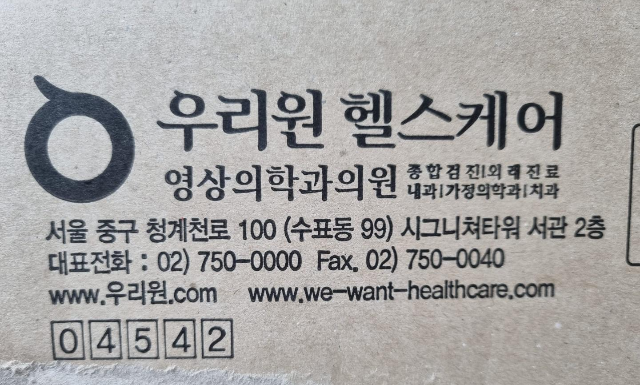 우리원 헬스케어
영상의학과의원 종합검진|외래진료
내과|가정의학과|치과
서울 중구 청계천로 100 (수표동 99) 시그니쳐타워 서관 2층
대표전화 : 02) 750-0000 Fax. 02) 750-0040
www.우리원.com www.we-want-healthcare.com
04542